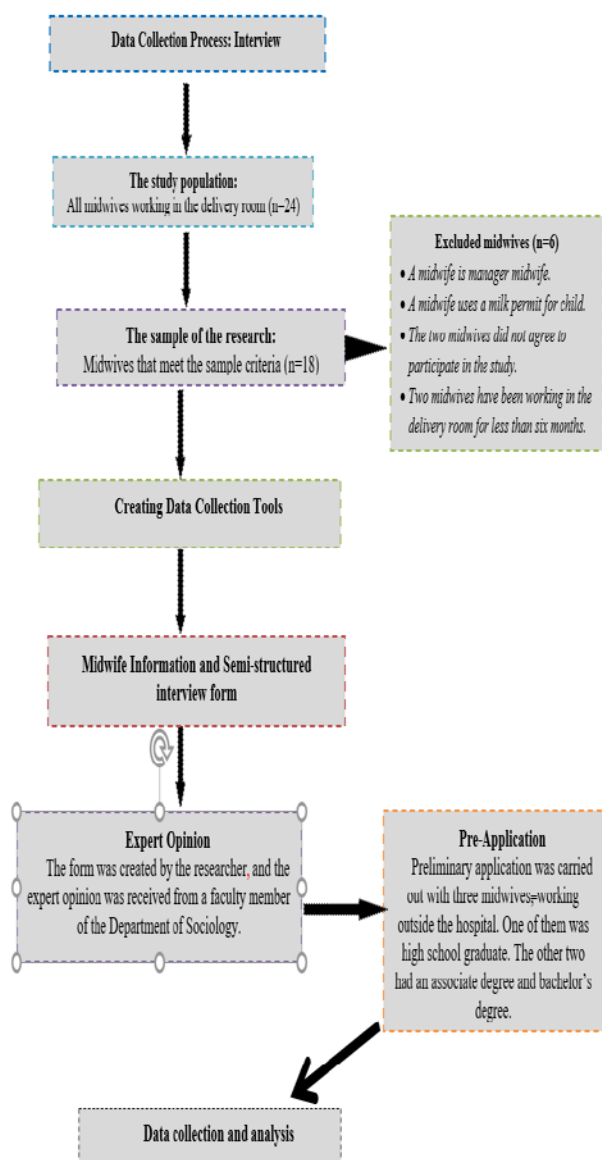 Data Collection Process: Interview
The study population:
All midwives working in the delivery room (n=24)
The sample of the research:
Midwives that meet the sample criteria (n=18)
Excluded midwives (n=6)
• A midwife is manager midwife.
• A midwife uses a milk permit for child.
• The two midwives did not agree to
participate in the study.
• Two midwives have been working in the
delivery room for less than six months.
Creating Data Collection Tools
Midwife Information and Semi-structured
interview form
Expert Opinion
The form was created by the researcher, and the
expert opinion was received from a faculty member
of the Department of Sociology.
Pre-Application
Preliminary application was carried
out with three midwives, working
outside the hospital. One of them was
high school graduate. The other two
had an associate degree and bachelor's
degree.
Data collection and analysis